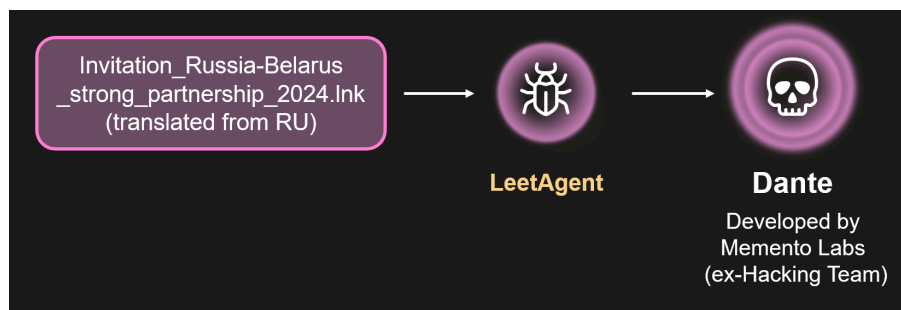 Invitation_Russia-Belarus
_strong_partnership_2024.lnk
(translated from RU)
LeetAgent
Dante
Developed by
Memento Labs
(ex-Hacking Team)